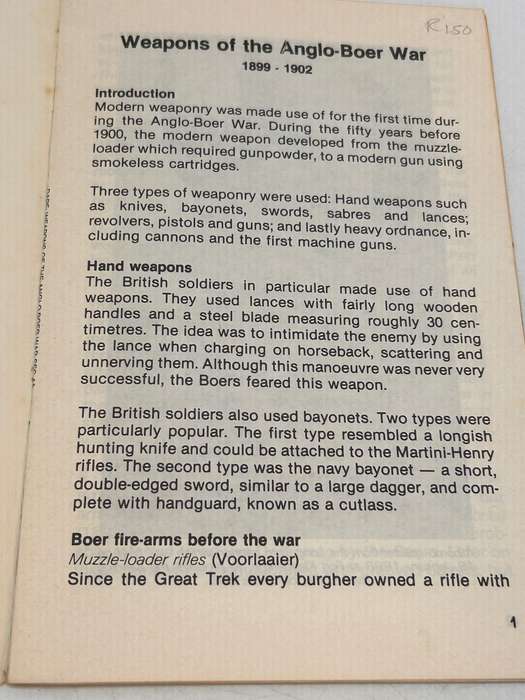 R150
Weapons of the Anglo-Boer War
1899 - 1902
Introduction
Modern weaponry was made use of for the first time dur-
ing the Anglo-Boer War. During the fifty years before
1900, the modern weapon developed from the muzzle-
loader which required gunpowder, to a modern gun using
smokeless cartridges.
Three types of weaponry were used: Hand weapons such
as knives, bayonets, swords, sabres and lances;
revolvers, pistols and guns; and lastly heavy ordnance, in-
cluding cannons and the first machine guns.
Hand weapons
The British soldiers in particular made use of hand
weapons. They used lances with fairly long wooden
handles and a steel blade measuring roughly 30 cen-
timetres. The idea was to intimidate the enemy by using
the lance when charging on horseback, scattering and
unnerving them. Although this manoeuvre was never very
successful, the Boers feared this weapon.
The British soldiers also used bayonets. Two types were
particularly popular. The first type resembled a longish
hunting knife and could be attached to the Martini-Henry
rifles. The second type was the navy bayonet — a short,
double-edged sword, similar to a large dagger, and com-
plete with handguard, known as a cutlass.
Boer fire-arms before the war
Muzzle-loader rifles (Voorlaaier)
Since the Great Trek every burgher owned a rifle with
1